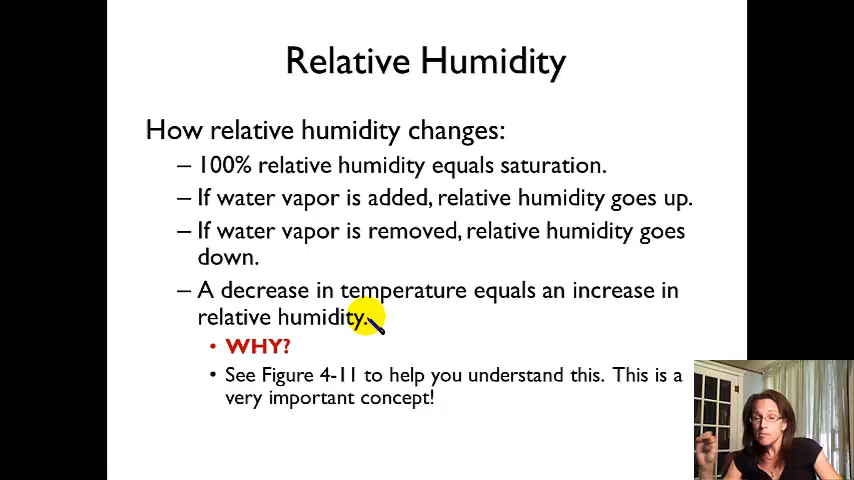 Relative Humidity
How relative humidity changes:
– 100% relative humidity equals saturation.
– If water vapor is added, relative humidity goes up.
– If water vapor is removed, relative humidity goes
down.
– A decrease in temperature equals an increase in
relative humidity.
• WHY?
• See Figure 4-11 to help you understand this. This is a
very important concept!